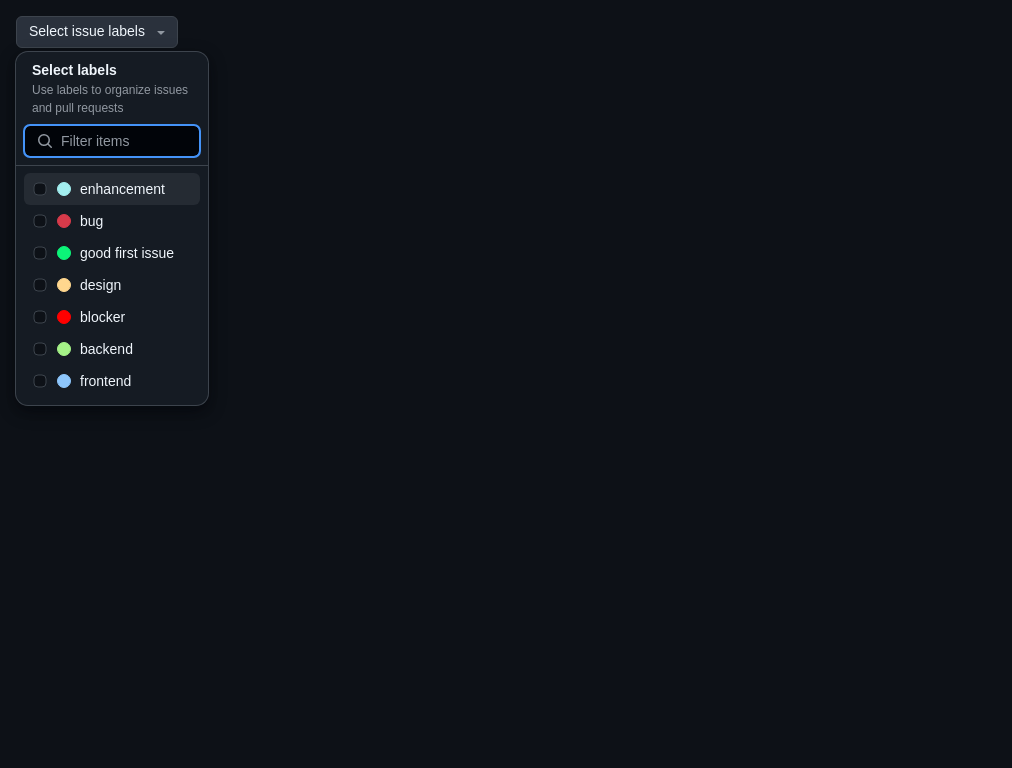 Select issue labels
Select labels
Use labels to organize issues
and pull requests
Filter items
enhancement
bug
good first issue
design
blocker
backend
frontend